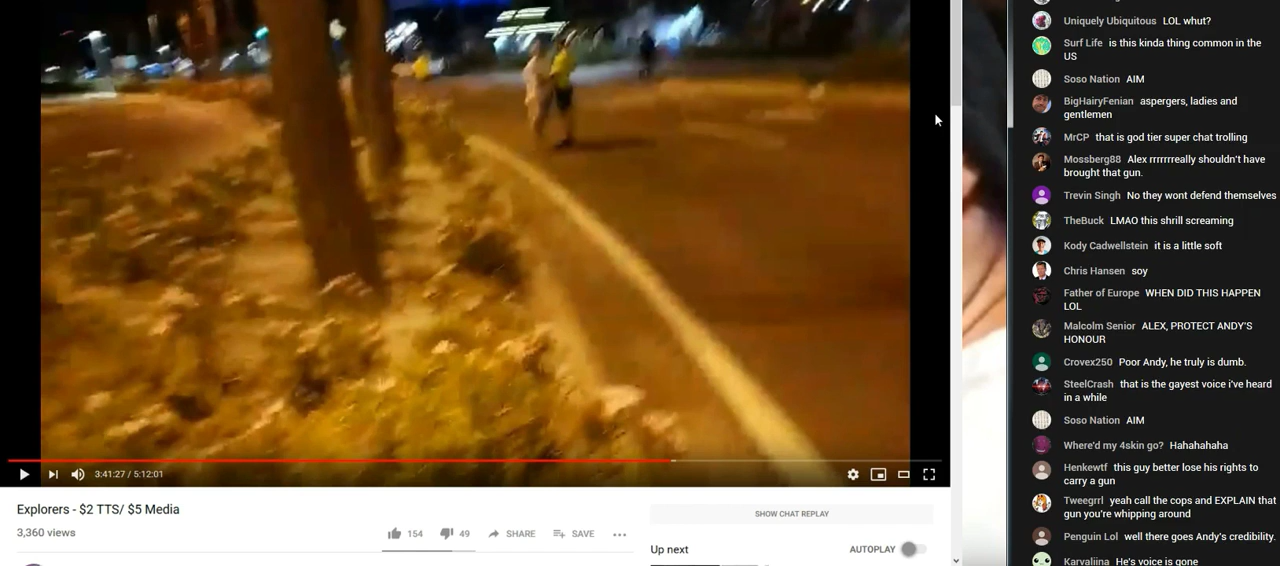 3:41:27 / 5:12:01
Explorers - $2 TTS/ $5 Media
3,360 views
154
49
SHARE
SAVE
SHOW CHAT REPLAY
Up next
AUTOPLAY
Uniquely Ubiquitous LOL whut?
Surf Life is this kinda thing common in the
US
Soso Nation AIM
BigHairyFenian aspergers, ladies and
gentlemen
MrCP that is god tier super chat trolling
Mossberg88 Alex rrrrrrreally shouldn't have
brought that gun.
Trevin Singh No they wont defend themselves
TheBuck LMAO this shrill screaming
Kody Cadwellstein it is a little soft
Chris Hansen soy
Father of Europe WHEN DID THIS HAPPEN
LOL
Malcolm Senior ALEX, PROTECT ANDY'S
HONOUR
Crovex250 Poor Andy, he truly is dumb.
SteelCrash that is the gayest voice i've heard
in a while
Soso Nation AIM
Where'd my 4skin go? Hahahahaha
Henkewtf this guy better lose his rights to
carry a gun
Tweegrrl yeah call the cops and EXPLAIN that
gun you're whipping around
Penguin Lol well there goes Andy's credibility.
Karvaliina He's voice is gone